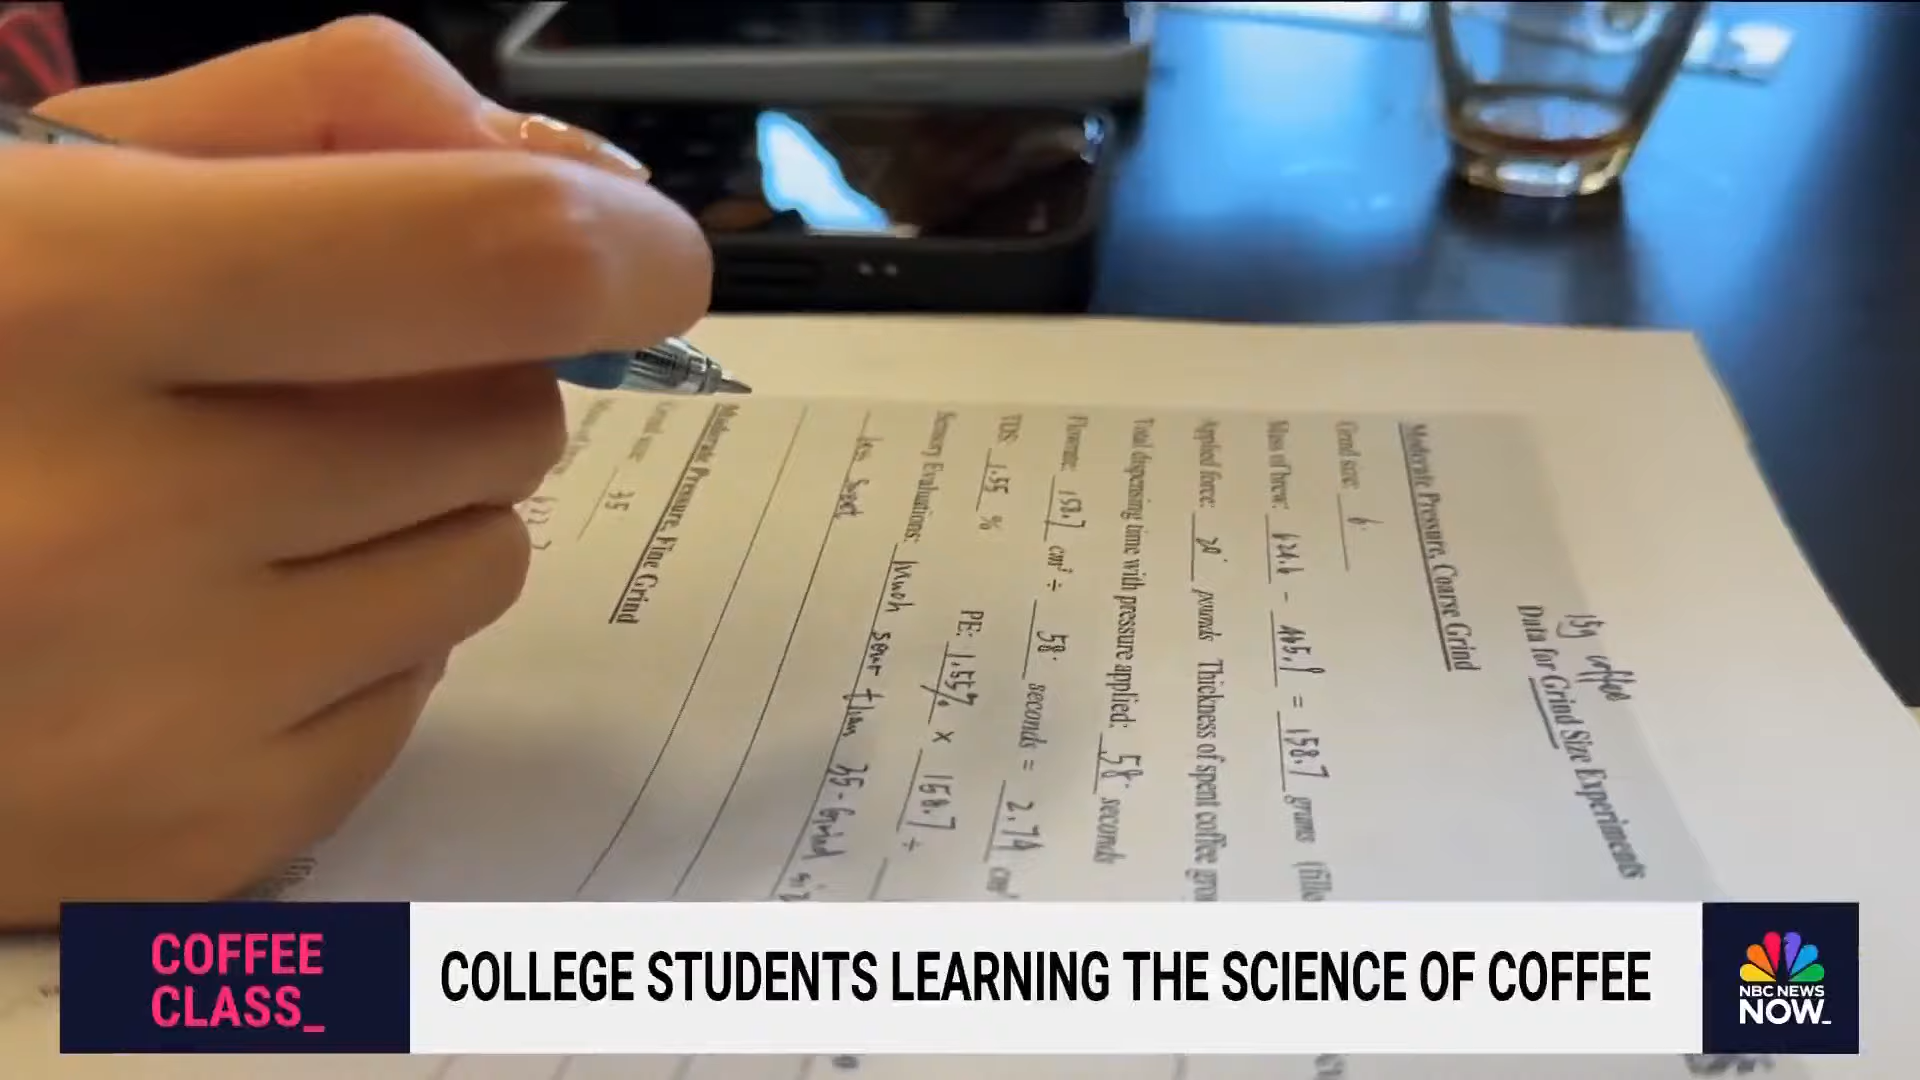 15g coffee
Data for Grind Size Experiments
Moderate Pressure, Coarse Grind
Grind size: 6
Mass of brew: 624.6 - 465.9 = 158.7 grams
Applied force: 20 pounds Thickness of spent coffee
Total dispensing time with pressure applied: 58 seconds
Flowrate: 158.7 cm³ ÷ 58 seconds = 2.74 cm³
TDS: 1.55 % PE: 1.55% × 158.7 ÷
Sensory Evaluations: Much sour than 35-Grind
less sweet
Moderate Pressure, Fine Grind
Grind size: 35
COFFEE
CLASS_
COLLEGE STUDENTS LEARNING THE SCIENCE OF COFFEE
NBC NEWS
NOW_